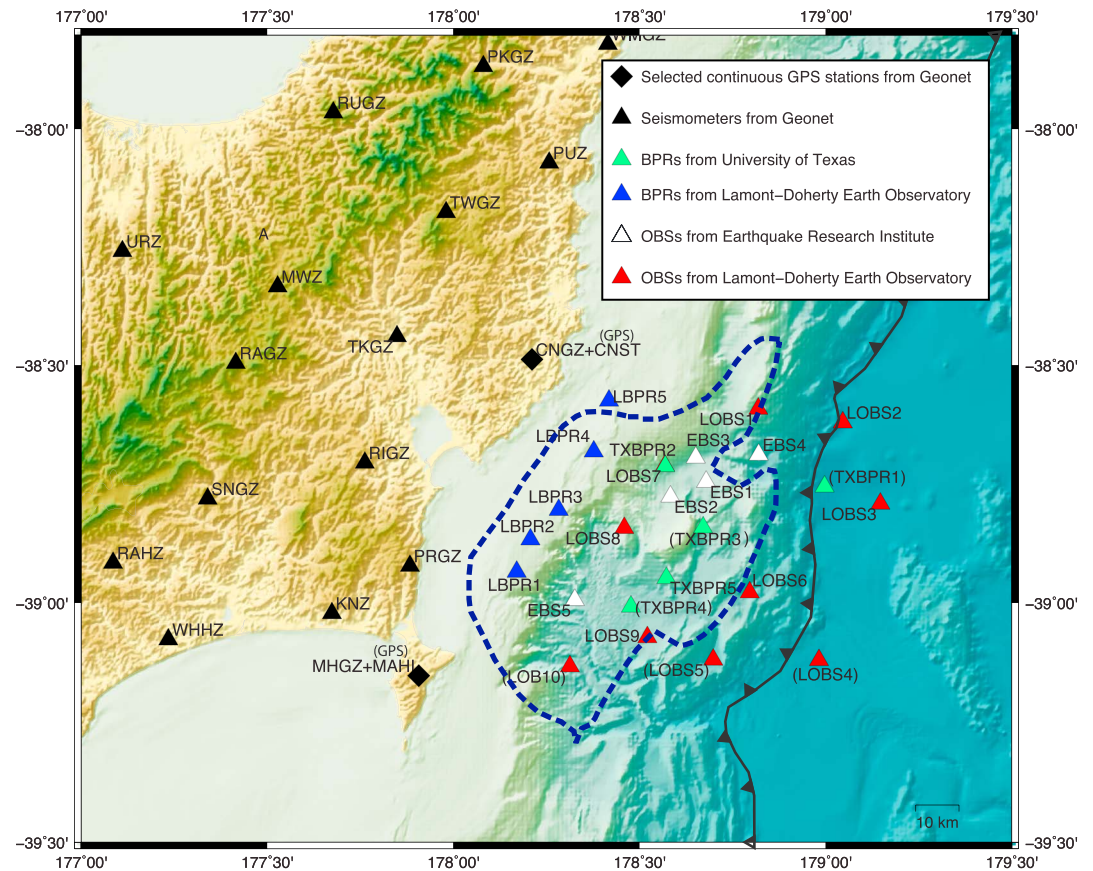 177˚00'
177˚30'
178˚00'
178˚30'
179˚00'
179˚30'
WMGZ
PKGZ
Selected continuous GPS stations from Geonet
RUGZ
Seismometers from Geonet
−38˚00'
−38˚00'
PUZ
BPRs from University of Texas
BPRs from Lamont−Doherty Earth Observatory
TWGZ
A
URZ
OBSs from Earthquake Research Institute
MWZ
OBSs from Lamont−Doherty Earth Observatory
(GPS)
TKGZ
CNGZ+CNST
RAGZ
−38˚30'
−38˚30'
LBPR5
LOBS1
LOBS2
LBPR4
EBS3
EBS4
TXBPR2
RIGZ
LOBS7
(TXBPR1)
SNGZ
LBPR3
EBS1
EBS2
LOBS3
LBPR2
LOBS8
(TXBPR3)
RAHZ
PRGZ
LBPR1
TXBPR5
LOBS6
−39˚00'
−39˚00'
KNZ
EBS5
(TXBPR4)
WHHZ
LOBS9
(GPS)
MHGZ+MAHI
(LOB10)
(LOBS5)
(LOBS4)
10 km
−39˚30'
−39˚30'
177˚00'
177˚30'
178˚00'
178˚30'
179˚00'
179˚30'